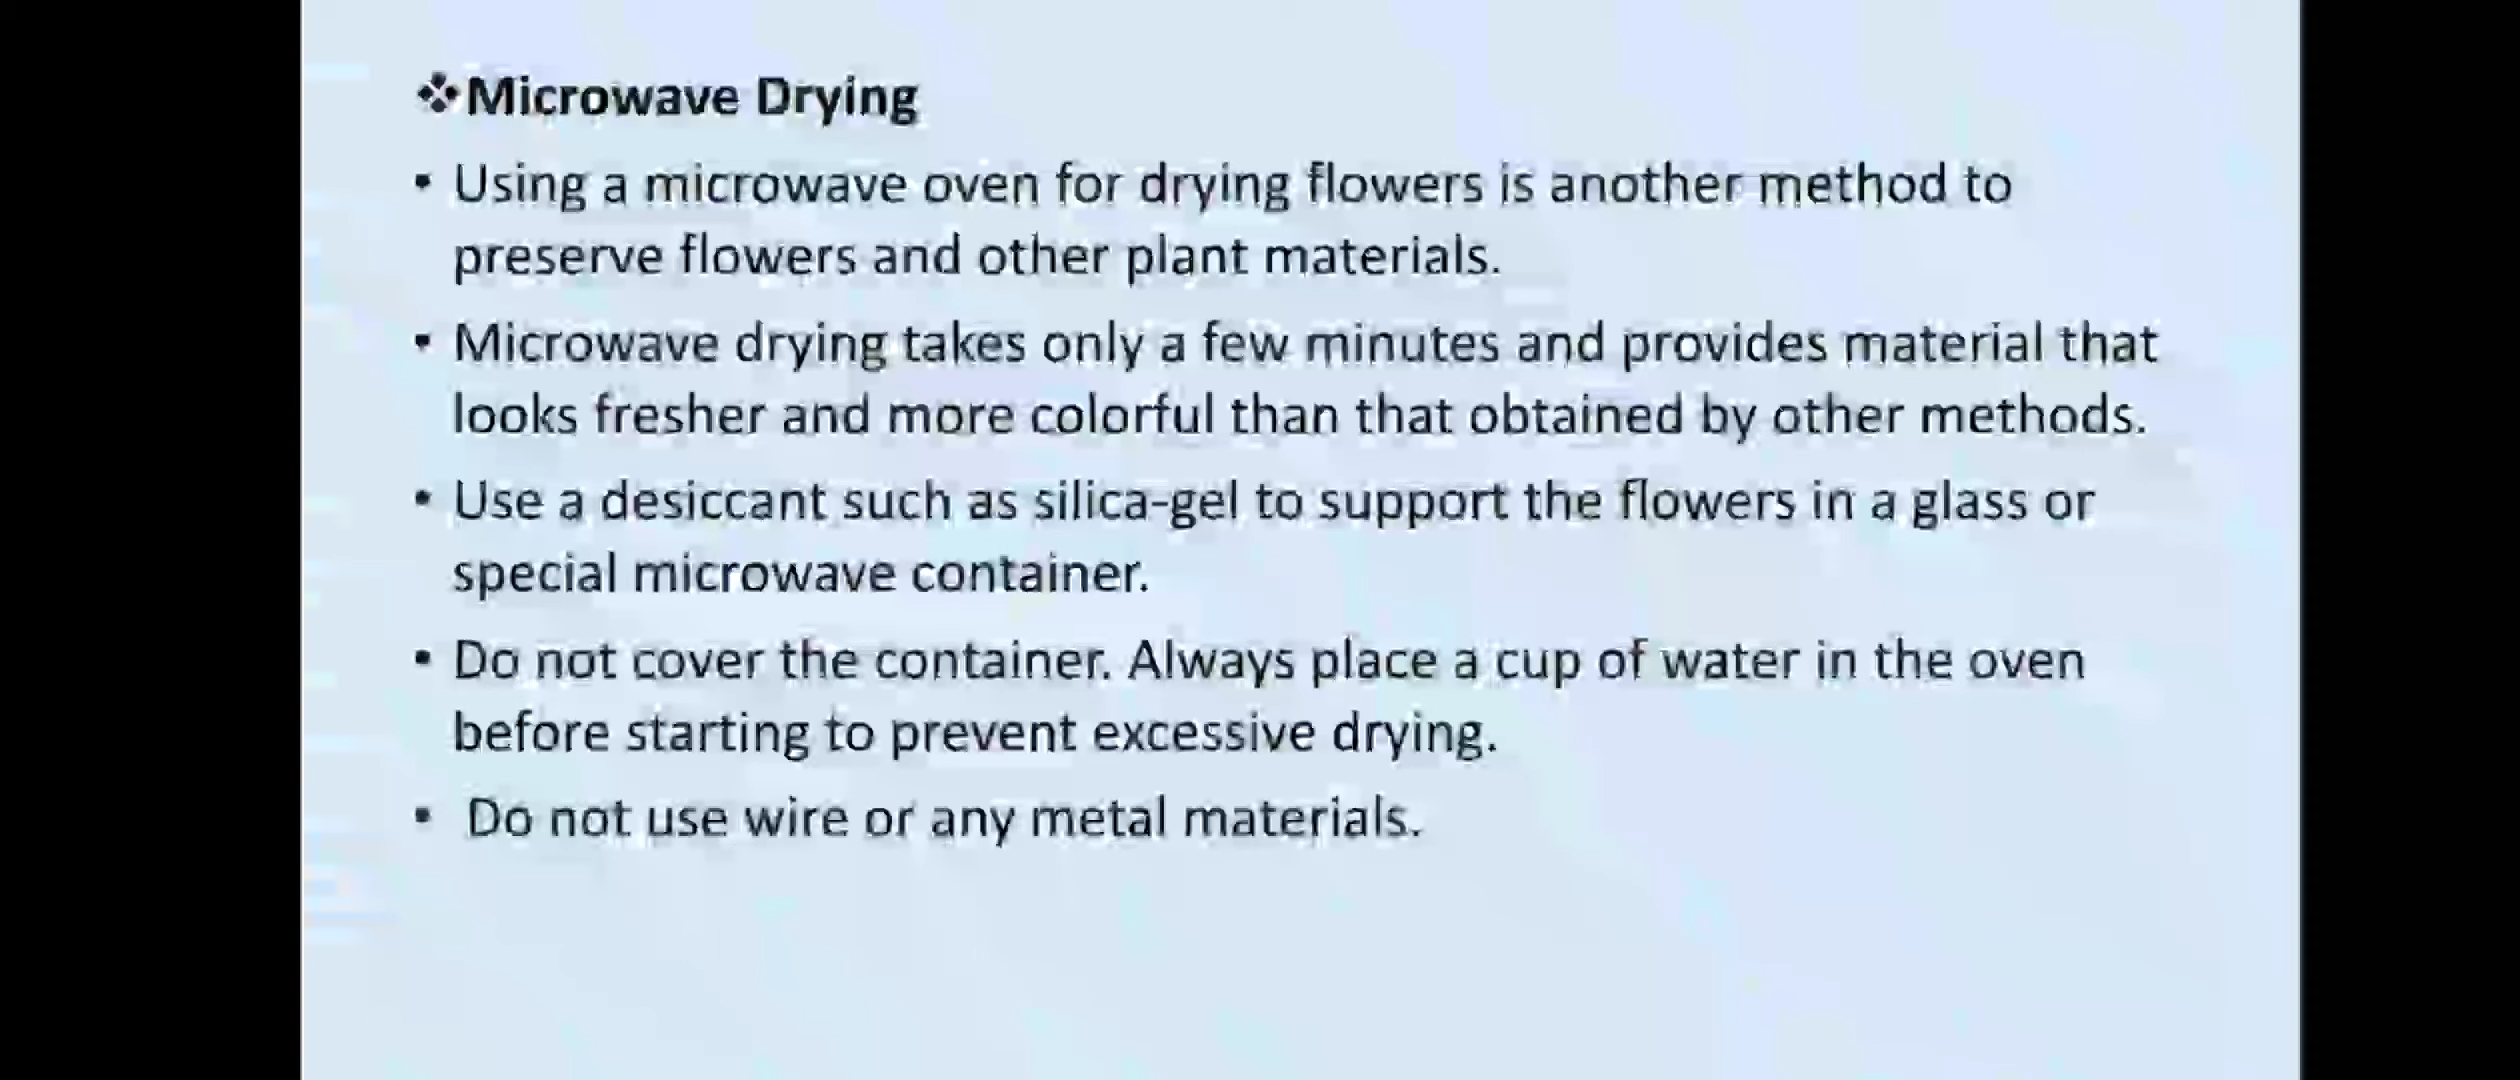 ❖Microwave Drying
• Using a microwave oven for drying flowers is another method to
preserve flowers and other plant materials.
• Microwave drying takes only a few minutes and provides material that
looks fresher and more colorful than that obtained by other methods.
• Use a desiccant such as silica-gel to support the flowers in a glass or
special microwave container.
• Do not cover the container. Always place a cup of water in the oven
before starting to prevent excessive drying.
• Do not use wire or any metal materials.